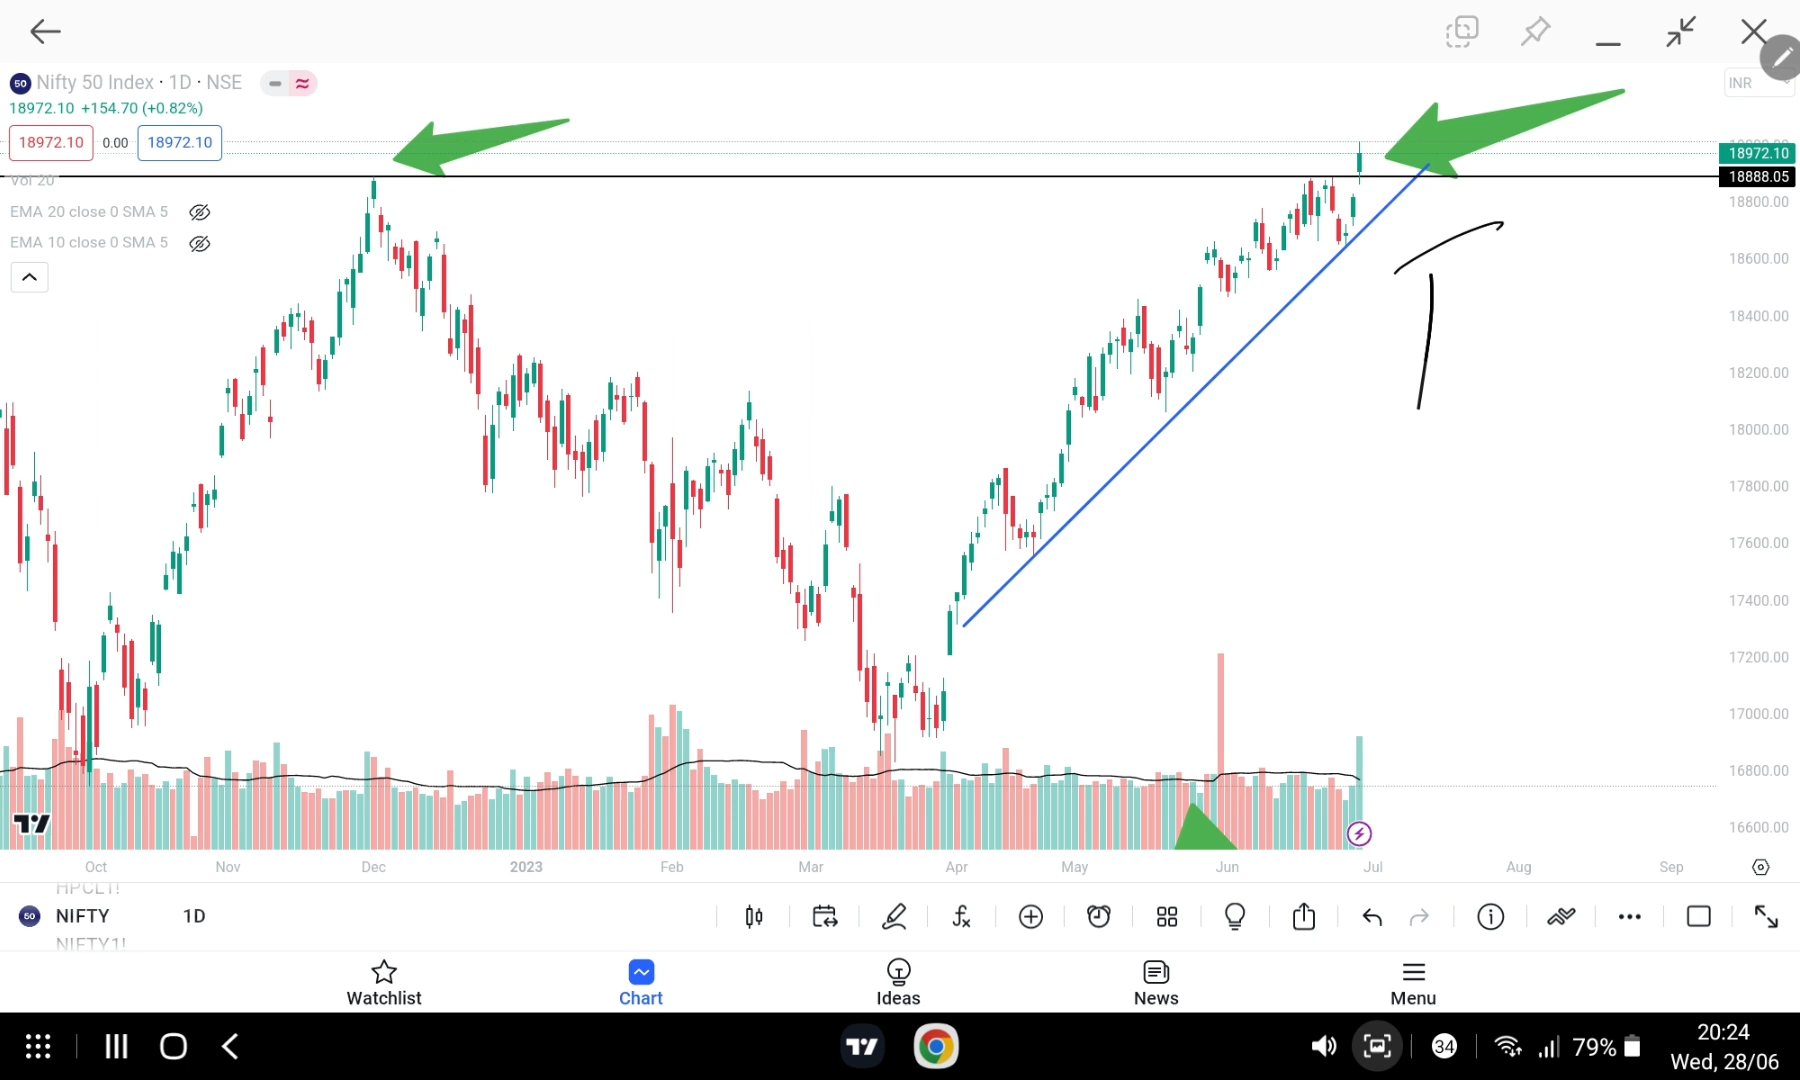 50 Nifty 50 Index · 1D · NSE
INR
18972.10 +154.70 (+0.82%)
18972.10 0.00 18972.10
18972.10
18888.05
Vol 20
18800.00
EMA 20 close 0 SMA 5
EMA 10 close 0 SMA 5
18600.00
18400.00
18200.00
18000.00
17800.00
17600.00
17400.00
17200.00
17000.00
16800.00
16600.00
Oct Nov Dec 2023 Feb Mar Apr May Jun Jul Aug Sep
HPCL1!
50 NIFTY 1D
NIFTY1!
Watchlist Chart Ideas News Menu
34 79% 20:24
Wed, 28/06